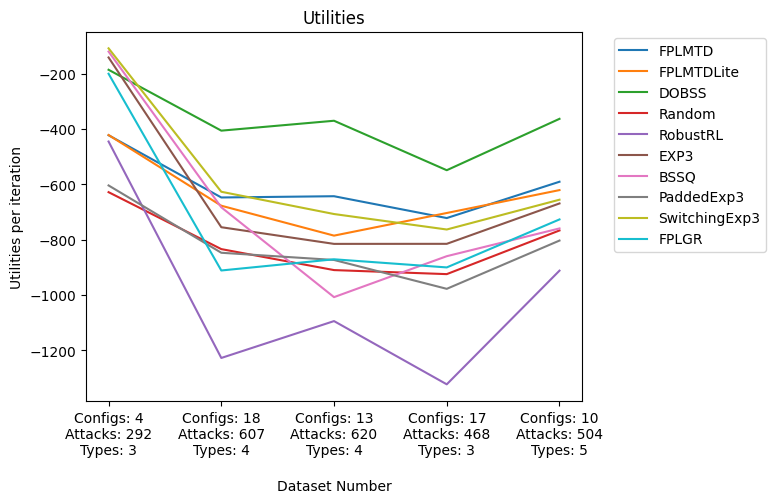 Utilities
Utilities per iteration
−200
−400
−600
−800
−1000
−1200
Configs: 4
Attacks: 292
Types: 3
Configs: 18
Attacks: 607
Types: 4
Configs: 13
Attacks: 620
Types: 4
Configs: 17
Attacks: 468
Types: 3
Configs: 10
Attacks: 504
Types: 5
Dataset Number
FPLMTD
FPLMTDLite
DOBSS
Random
RobustRL
EXP3
BSSQ
PaddedExp3
SwitchingExp3
FPLGR